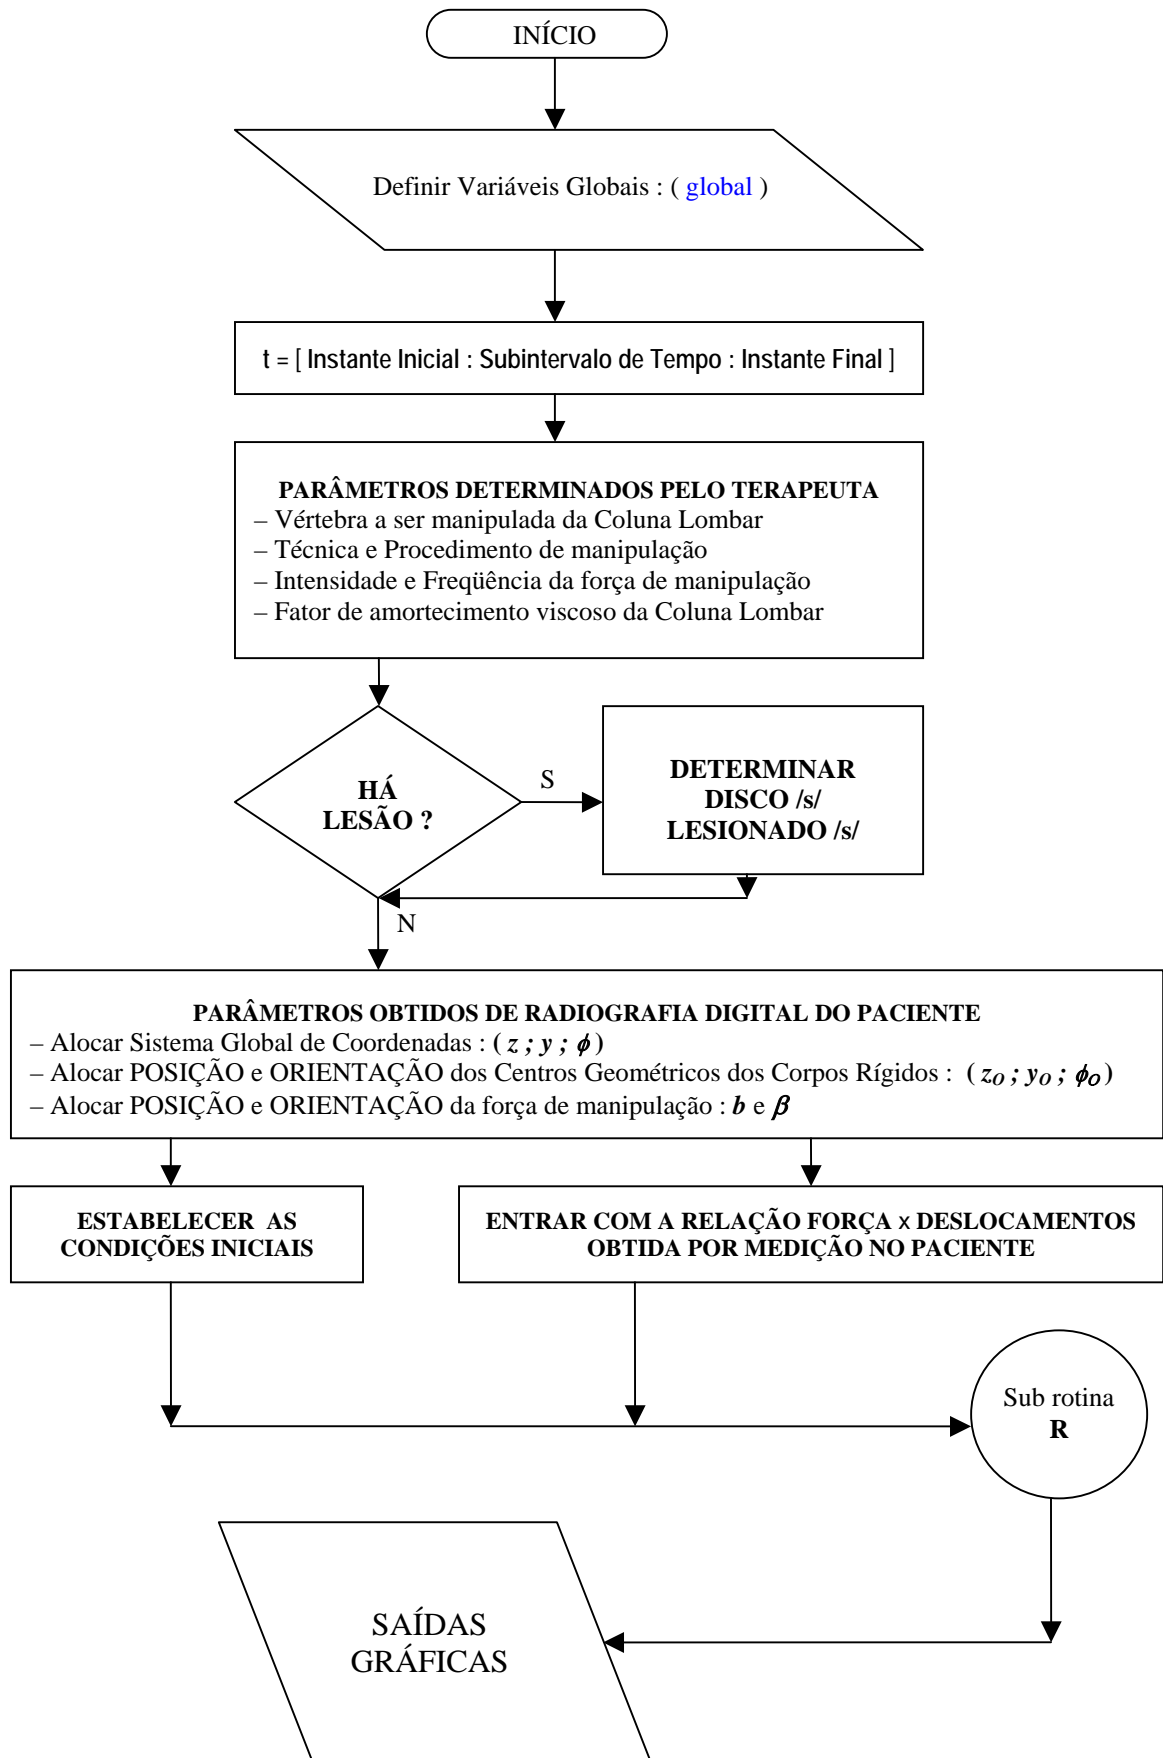 INÍCIO
Definir Variáveis Globais : ( global )
t = [ Instante Inicial : Subintervalo de Tempo : Instante Final ]
PARÂMETROS DETERMINADOS PELO TERAPEUTA
– Vértebra a ser manipulada da Coluna Lombar
– Técnica e Procedimento de manipulação
– Intensidade e Freqüência da força de manipulação
– Fator de amortecimento viscoso da Coluna Lombar
HÁ
LESÃO ?
S
DETERMINAR
DISCO /s/
LESIONADO /s/
N
PARÂMETROS OBTIDOS DE RADIOGRAFIA DIGITAL DO PACIENTE
– Alocar Sistema Global de Coordenadas : ( z ; y ; ϕ )
– Alocar POSIÇÃO e ORIENTAÇÃO dos Centros Geométricos dos Corpos Rígidos : ( zO ; yO ; ϕO )
– Alocar POSIÇÃO e ORIENTAÇÃO da força de manipulação : b e β
ESTABELECER AS
CONDIÇÕES INICIAIS
ENTRAR COM A RELAÇÃO FORÇA x DESLOCAMENTOS
OBTIDA POR MEDIÇÃO NO PACIENTE
Sub rotina
R
SAÍDAS
GRÁFICAS